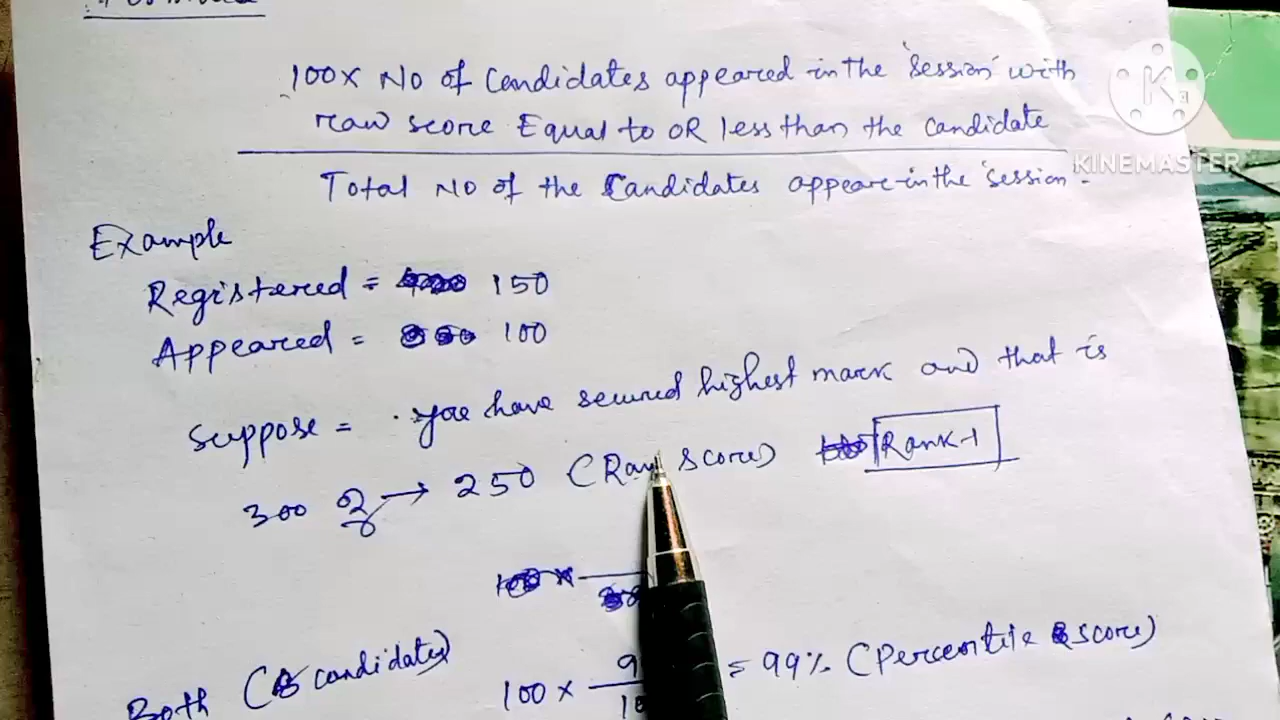 100x No of Candidates appeared in the 'Session' with
raw score Equal to OR less than the candidate
Total No of the Candidates appeare in the 'session.
KINEMASTER
Example
Registered = 150
Appeared = 100
Suppose = you have secured highest mark and that is
300 ରୁ → 250 (Raw score) Rank-1
Both (candidates)
100 x = 99% (Percentile score)